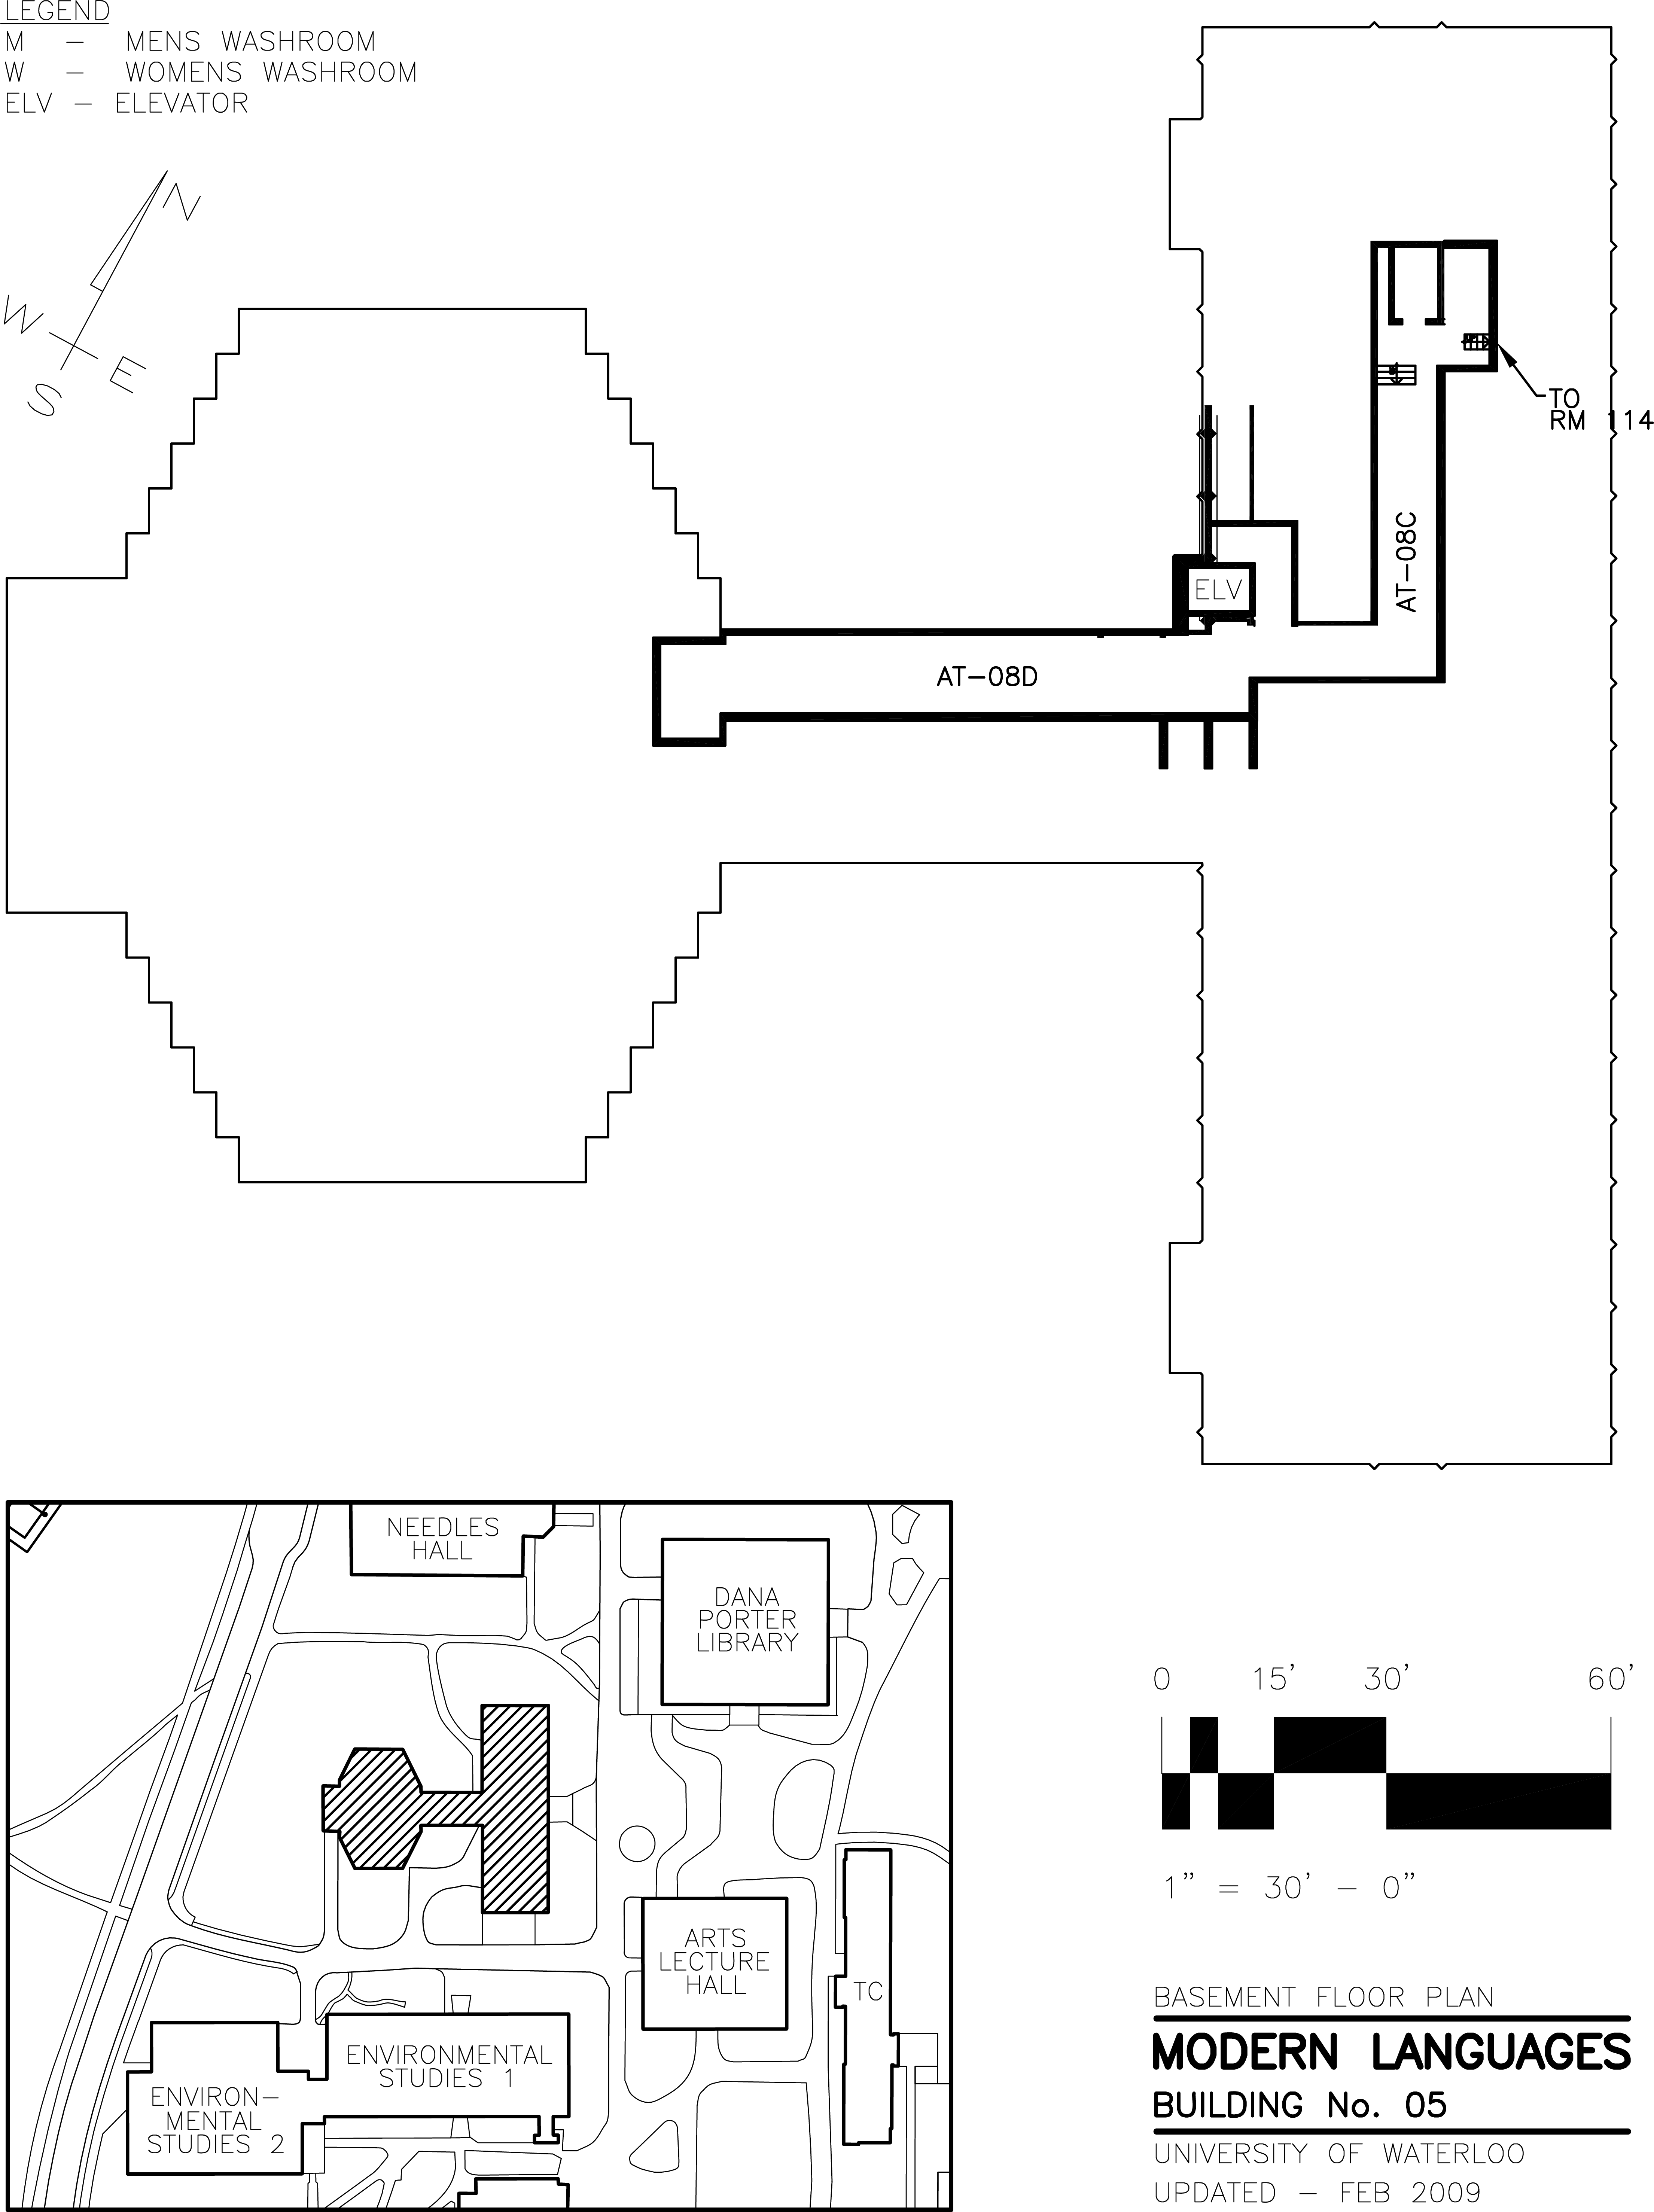 LEGEND
M — MENS WASHROOM
W — WOMENS WASHROOM
ELV — ELEVATOR
N
W
E
S
TO
RM 114
AT-08C
ELV
AT-08D
NEEDLES
HALL
DANA
PORTER
LIBRARY
ARTS
LECTURE
HALL
TC
ENVIRONMENTAL
STUDIES 1
ENVIRON-
MENTAL
STUDIES 2
0 15' 30' 60'
1" = 30' - 0"
BASEMENT FLOOR PLAN
MODERN LANGUAGES
BUILDING No. 05
UNIVERSITY OF WATERLOO
UPDATED - FEB 2009